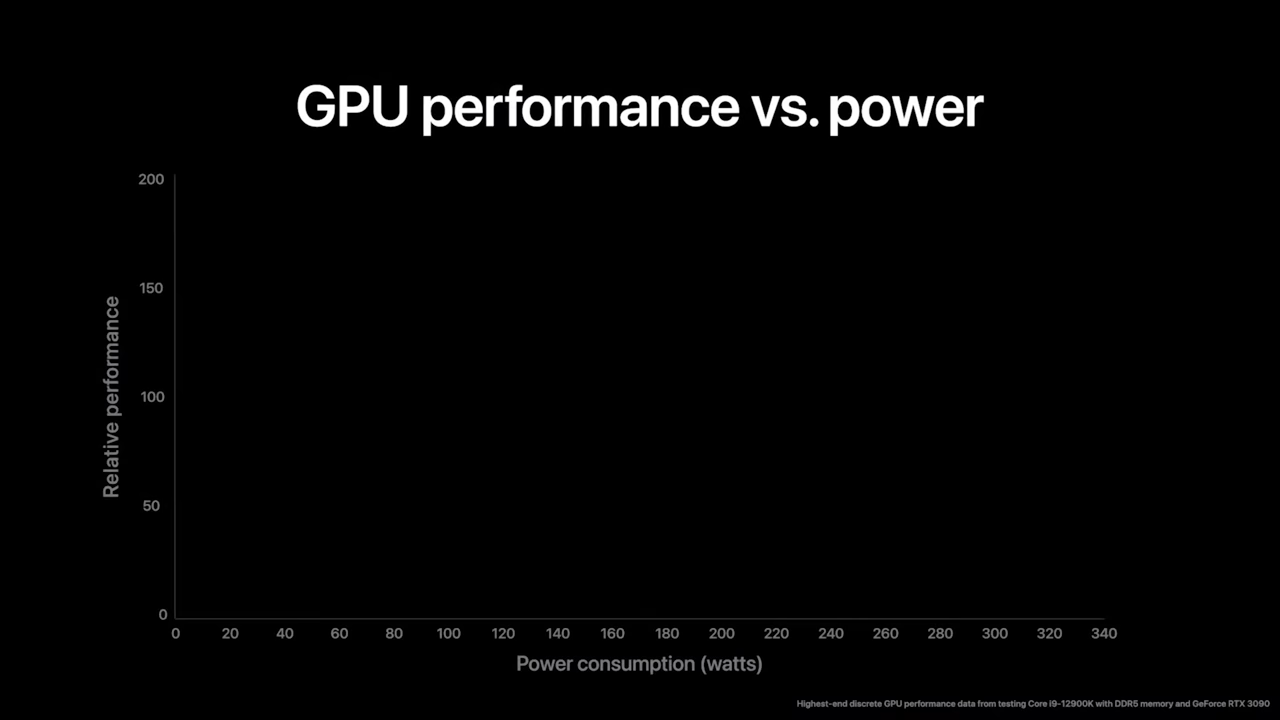 GPU performance vs. power
200
150
100
50
0
Relative performance
0 20 40 60 80 100 120 140 160 180 200 220 240 260 280 300 320 340
Power consumption (watts)
Highest-end discrete GPU performance data from testing Core i9-12900K with DDR5 memory and GeForce RTX 3090